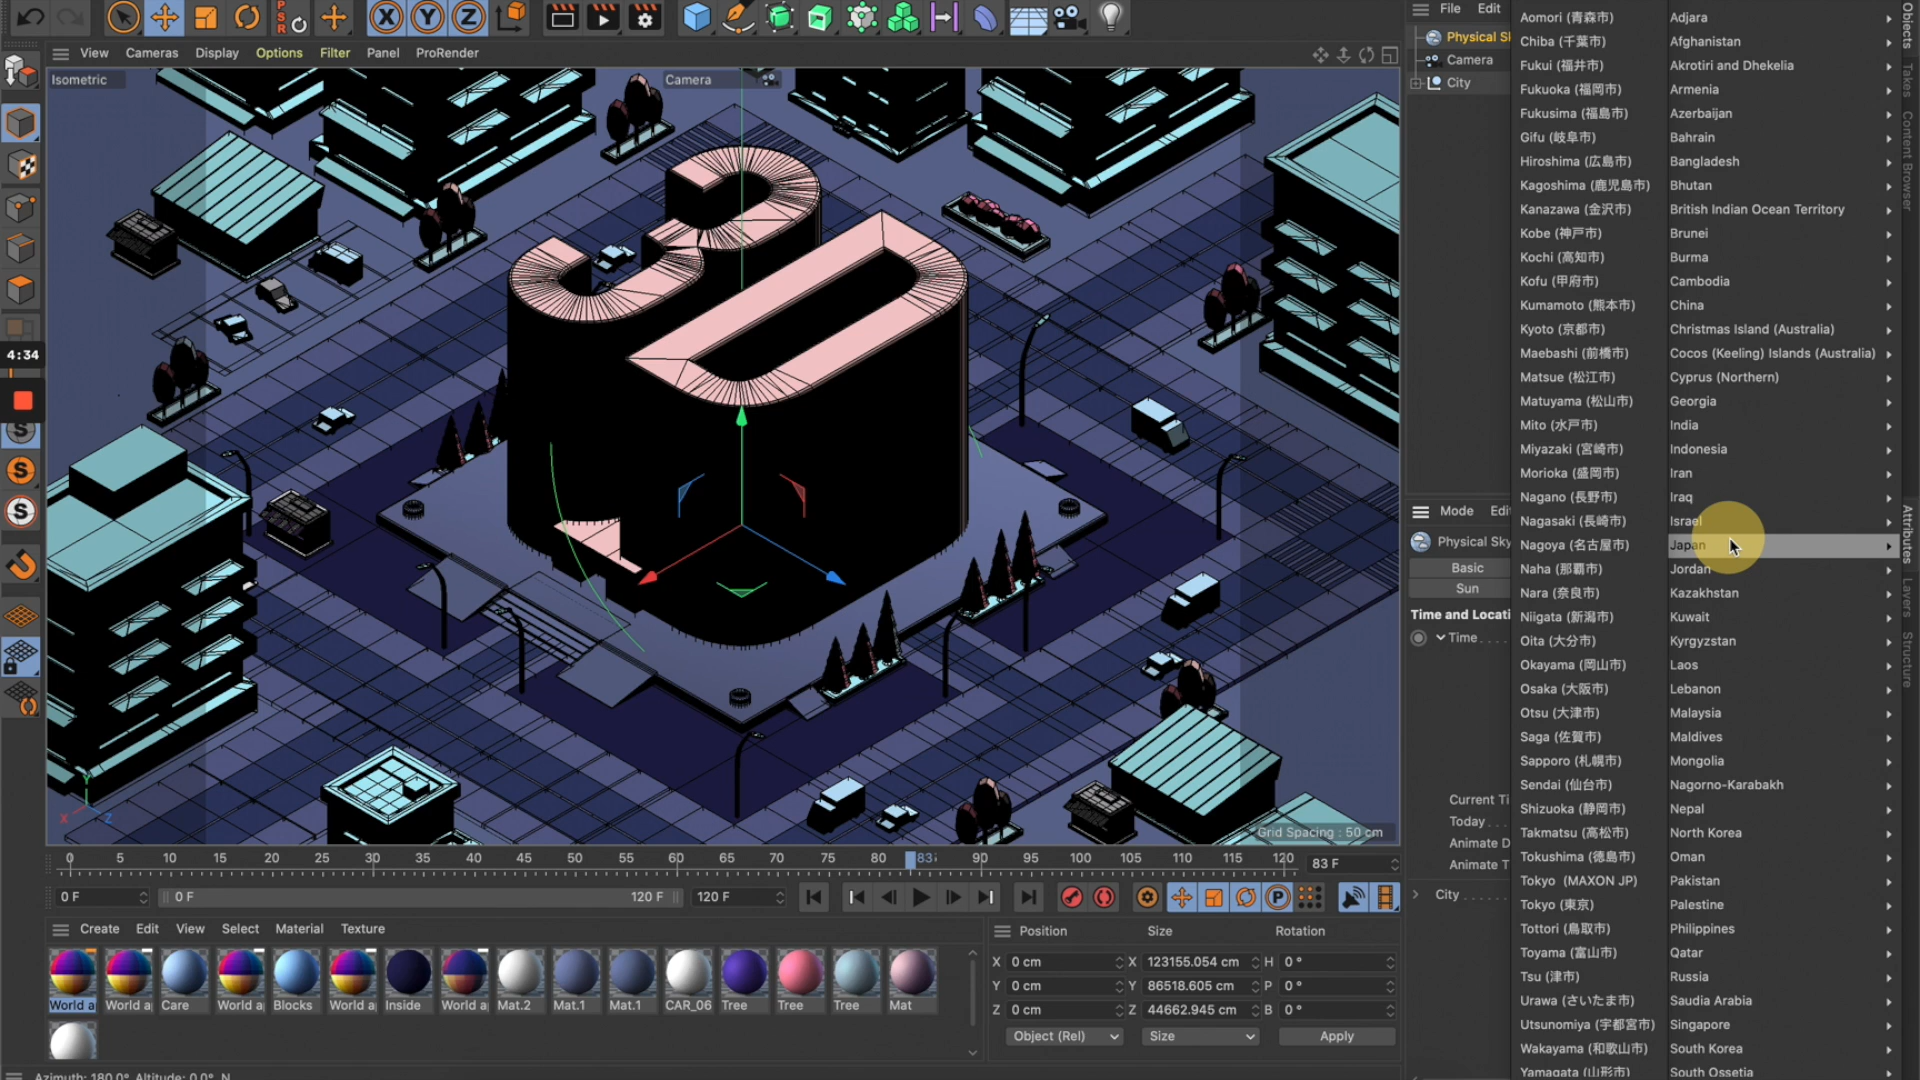 PSR
X Y Z
File Edit
View Cameras Display Options Filter Panel ProRender
Isometric
Camera
Physical Sk
Camera
City
Objects
Takes
Content Browser
Attributes
Layers
Structure
4:34
Aomori (青森市)
Chiba (千葉市)
Fukui (福井市)
Fukuoka (福岡市)
Fukusima (福島市)
Gifu (岐阜市)
Hiroshima (広島市)
Kagoshima (鹿児島市)
Kanazawa (金沢市)
Kobe (神戸市)
Kochi (高知市)
Kofu (甲府市)
Kumamoto (熊本市)
Kyoto (京都市)
Maebashi (前橋市)
Matsue (松江市)
Matuyama (松山市)
Mito (水戸市)
Miyazaki (宮崎市)
Morioka (盛岡市)
Nagano (長野市)
Nagasaki (長崎市)
Nagoya (名古屋市)
Naha (那覇市)
Nara (奈良市)
Niigata (新潟市)
Oita (大分市)
Okayama (岡山市)
Osaka (大阪市)
Otsu (大津市)
Saga (佐賀市)
Sapporo (札幌市)
Sendai (仙台市)
Shizuoka (静岡市)
Takmatsu (高松市)
Tokushima (徳島市)
Tokyo (MAXON JP)
Tokyo (東京)
Tottori (鳥取市)
Toyama (富山市)
Tsu (津市)
Urawa (さいたま市)
Utsunomiya (宇都宮市)
Wakayama (和歌山市)
Yamagata (山形市)
Adjara
Afghanistan
Akrotiri and Dhekelia
Armenia
Azerbaijan
Bahrain
Bangladesh
Bhutan
British Indian Ocean Territory
Brunei
Burma
Cambodia
China
Christmas Island (Australia)
Cocos (Keeling) Islands (Australia)
Cyprus (Northern)
Georgia
India
Indonesia
Iran
Iraq
Israel
Japan
Jordan
Kazakhstan
Kuwait
Kyrgyzstan
Laos
Lebanon
Malaysia
Maldives
Mongolia
Nagorno-Karabakh
Nepal
North Korea
Oman
Pakistan
Palestine
Philippines
Qatar
Russia
Saudia Arabia
Singapore
South Korea
South Ossetia
Mode Edi
Physical Sky
Basic
Sun
Time and Locati
Time
Current Ti
Today
Animate D
Animate T
City
Grid Spacing : 50 cm
X Y Z
0 5 10 15 20 25 30 35 40 45 50 55 60 65 70 75 80 83 90 95 100 105 110 115 120 83 F
0 F 0 F 120 F 120 F
Create Edit View Select Material Texture
World a World a Care World a Blocks World a Inside World a Mat.2 Mat.1 Mat.1 CAR_06 Tree Tree Tree Mat
Position Size Rotation
X 0 cm X 123155.054 cm H 0 °
Y 0 cm Y 86518.605 cm P 0 °
Z 0 cm Z 44662.945 cm B 0 °
Object (Rel) Size Apply
Azimuth: 180.0° Altitude: 0.0° N